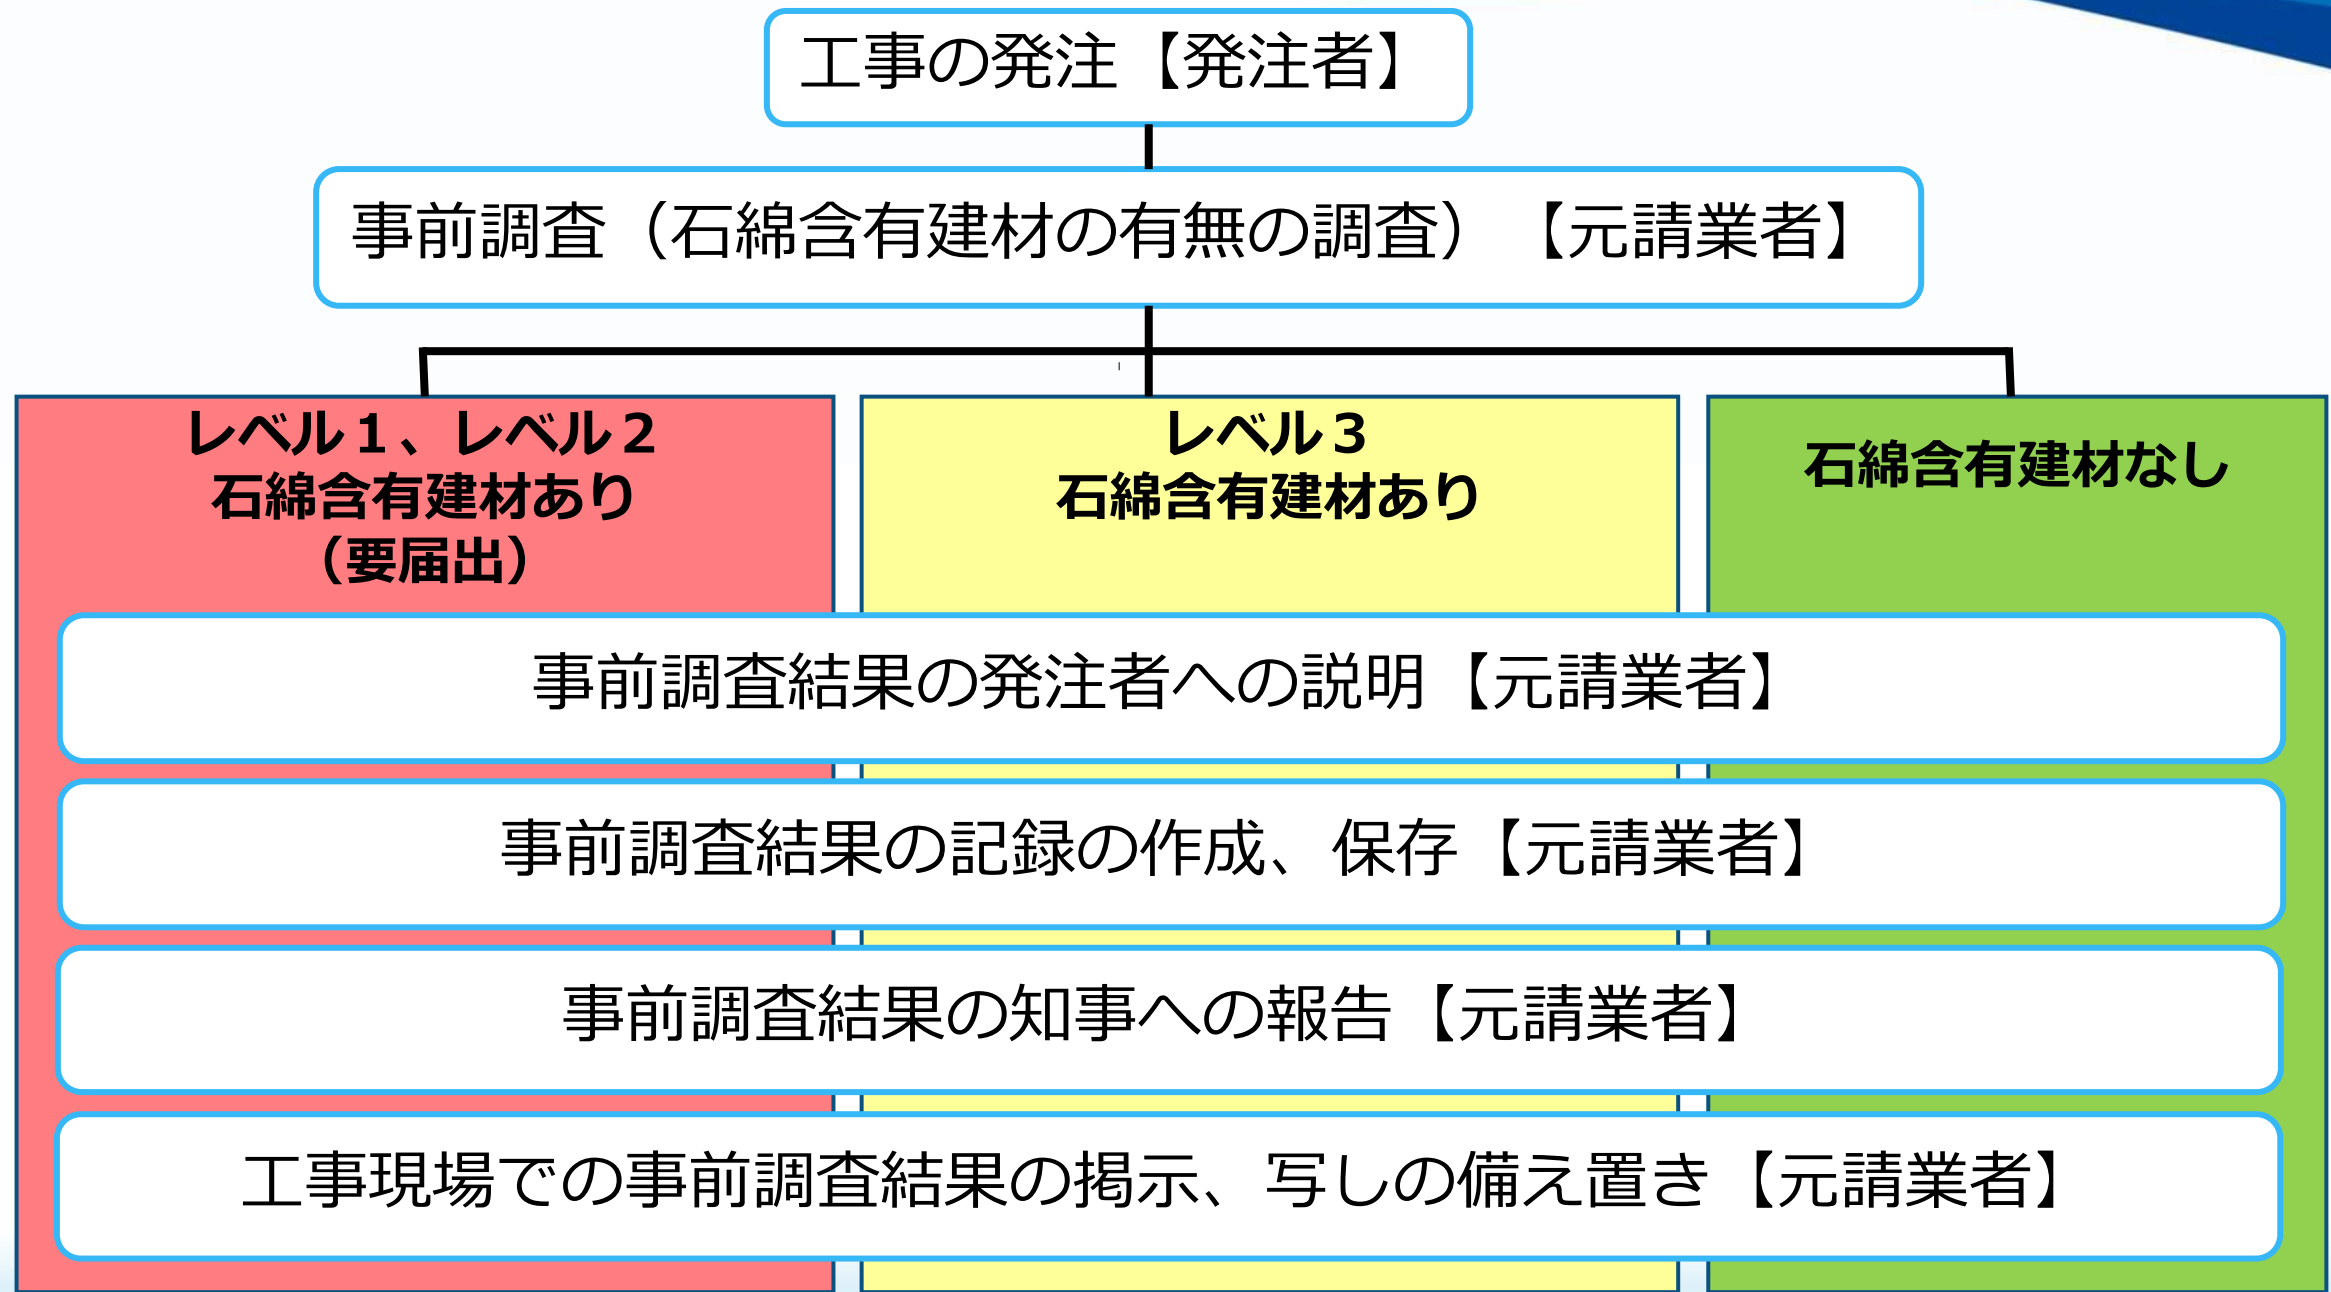 工事の発注【発注者】
事前調査（石綿含有建材の有無の調査）【元請業者】
レベル１、レベル２
石綿含有建材あり
（要届出）
レベル３
石綿含有建材あり
石綿含有建材なし
事前調査結果の発注者への説明【元請業者】
事前調査結果の記録の作成、保存【元請業者】
事前調査結果の知事への報告【元請業者】
工事現場での事前調査結果の掲示、写しの備え置き【元請業者】